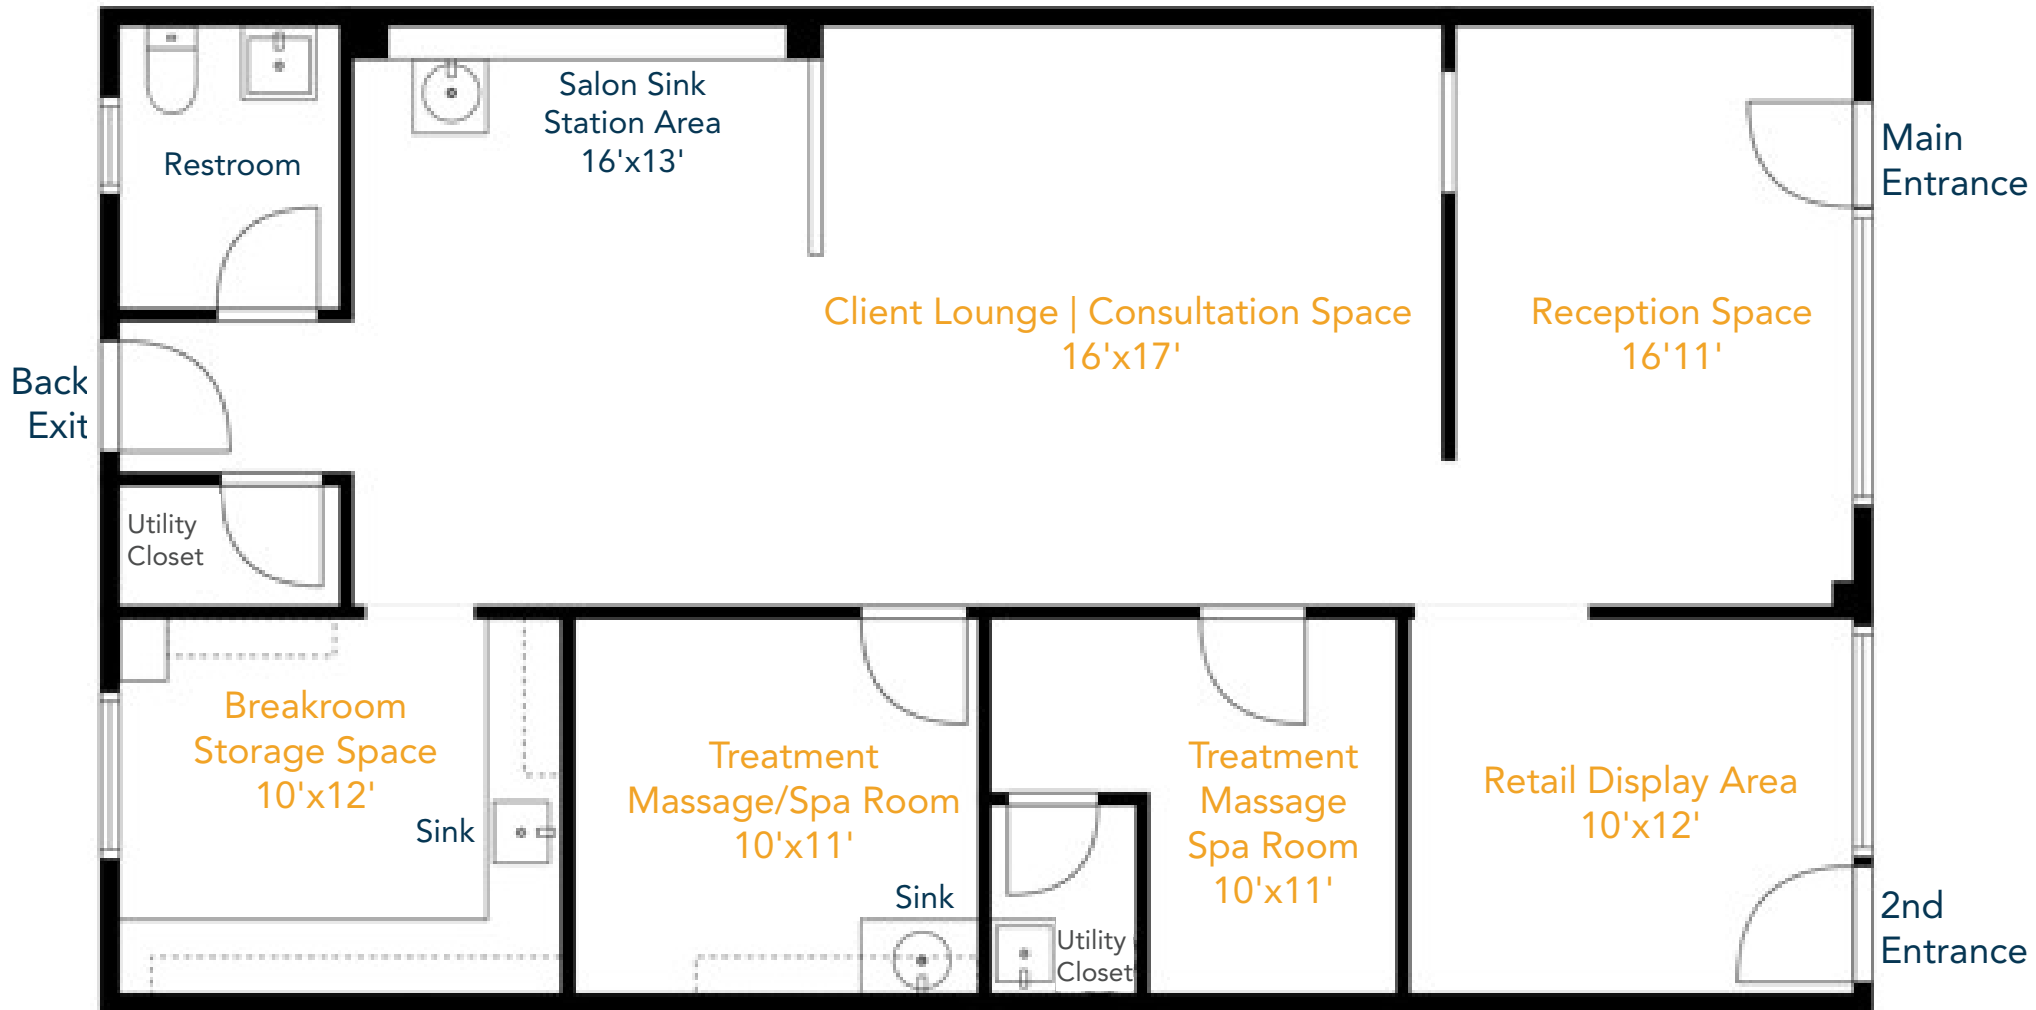 Salon Sink
Station Area
16'x13'
Restroom
Main
Entrance
Client Lounge | Consultation Space
16'x17'
Reception Space
16'11'
Back
Exit
Utility
Closet
Breakroom
Storage Space
10'x12'
Sink
Treatment
Massage/Spa Room
10'x11'
Sink
Utility
Closet
Treatment
Massage
Spa Room
10'x11'
Retail Display Area
10'x12'
2nd
Entrance